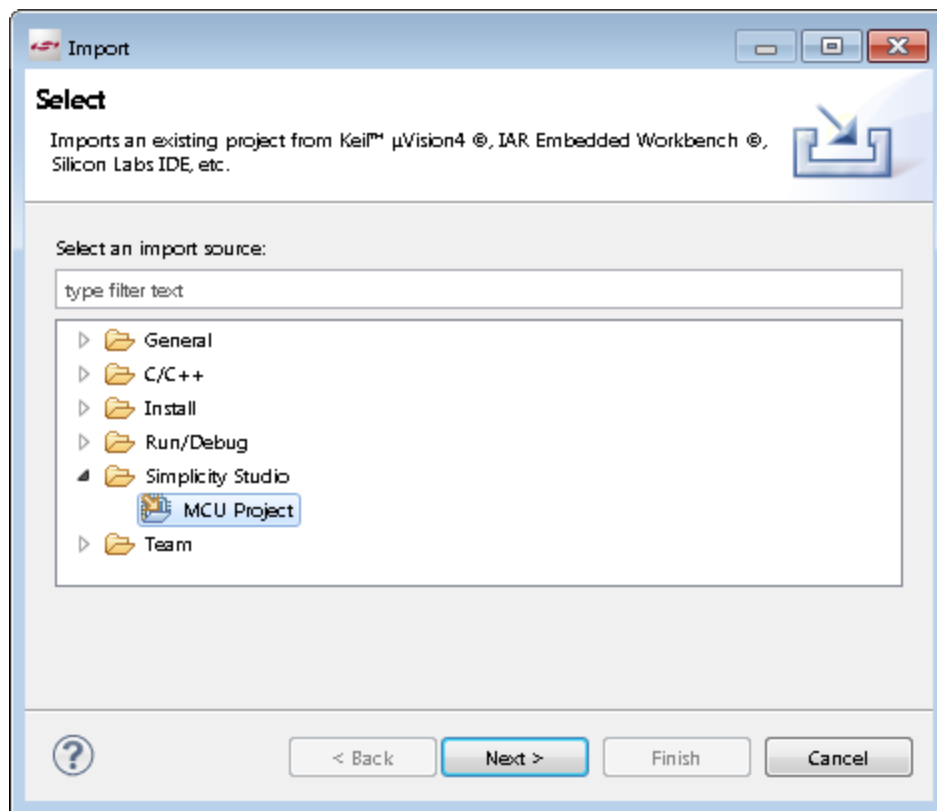 Import
Select
Imports an existing project from Keil™ µVision4 ®, IAR Embedded Workbench ®,
Silicon Labs IDE, etc.
Select an import source:
type filter text
General
C/C++
Install
Run/Debug
Simplicity Studio
MCU Project
Team
?
< Back
Next >
Finish
Cancel